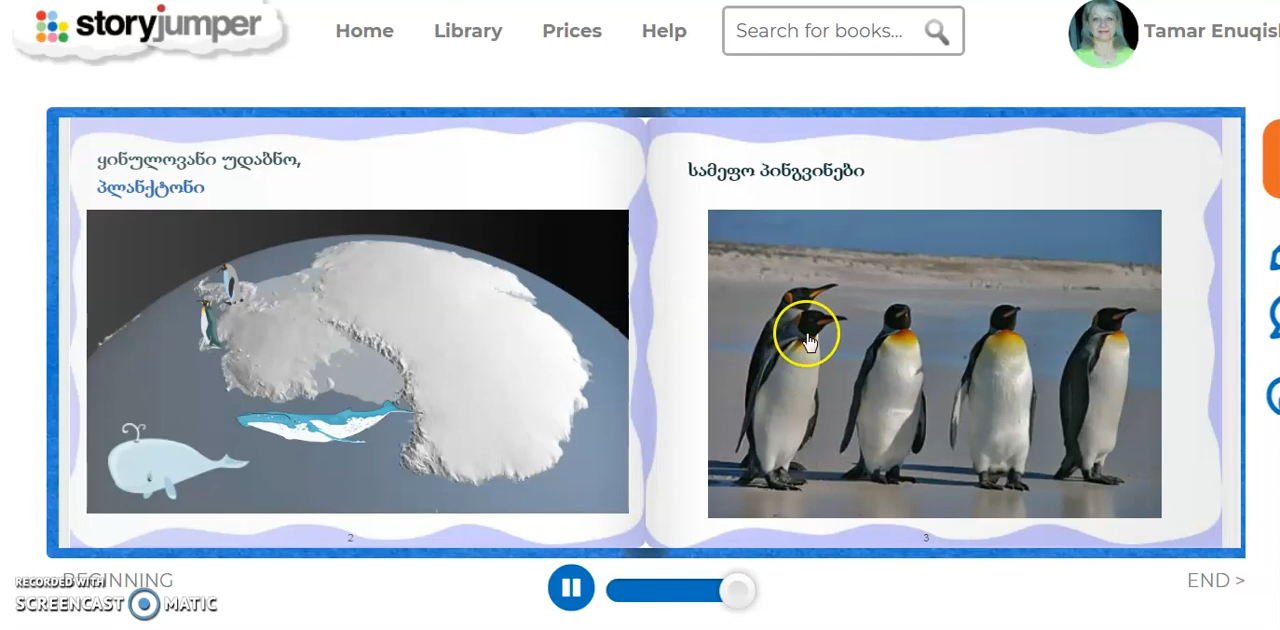 storyjumper
Home
Library
Prices
Help
Search for books...
Tamar Enuqis
ყინულოვანი უდაბნო,
პლანქტონი
სამეფო პინგვინები
2
3
BEGINNING
END >
RECORDED WITH
SCREENCAST MATIC